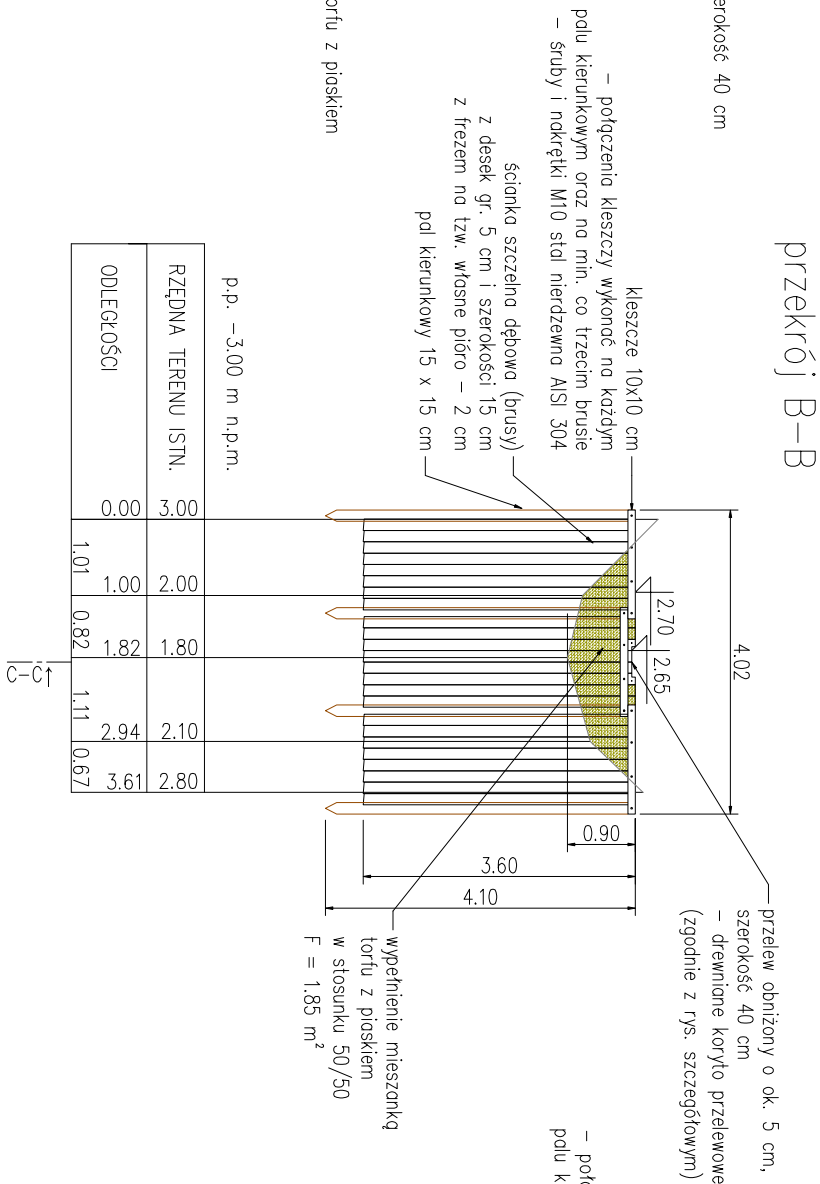 erokość 40 cm
orfu z piaskiem
przekrój B-B
kleszcze 10x10 cm
- połączenia kleszczy wykonać na każdym
palu kierunkowym oraz na min. co trzecim brusie
- śruby i nakrętki M10 stal nierdzewna AISI 304
ścianka szczelna dębowa (brusy)
z desek gr. 5 cm i szerokości 15 cm
z frezem na tzw. własne pióro - 2 cm
pal kierunkowy 15 x 15 cm
4.02
2.70
2.65
0.90
3.60
4.10
przelew obniżony o ok. 5 cm,
szerokość 40 cm
- drewniane koryto przelewowe
(zgodnie z rys. szczegółowym)
wypełnienie mieszanką
torfu z piaskiem
w stosunku 50/50
F = 1.85 m²
p.p. -3.00 m n.p.m.
RZĘDNA TERENU ISTN. 3.00 2.00 1.80 2.10 2.80
ODLEGŁOŚCI 0.00 1.00 1.82 2.94 3.61
1.01 0.82 1.11 0.67
C-C
- poł
palu k